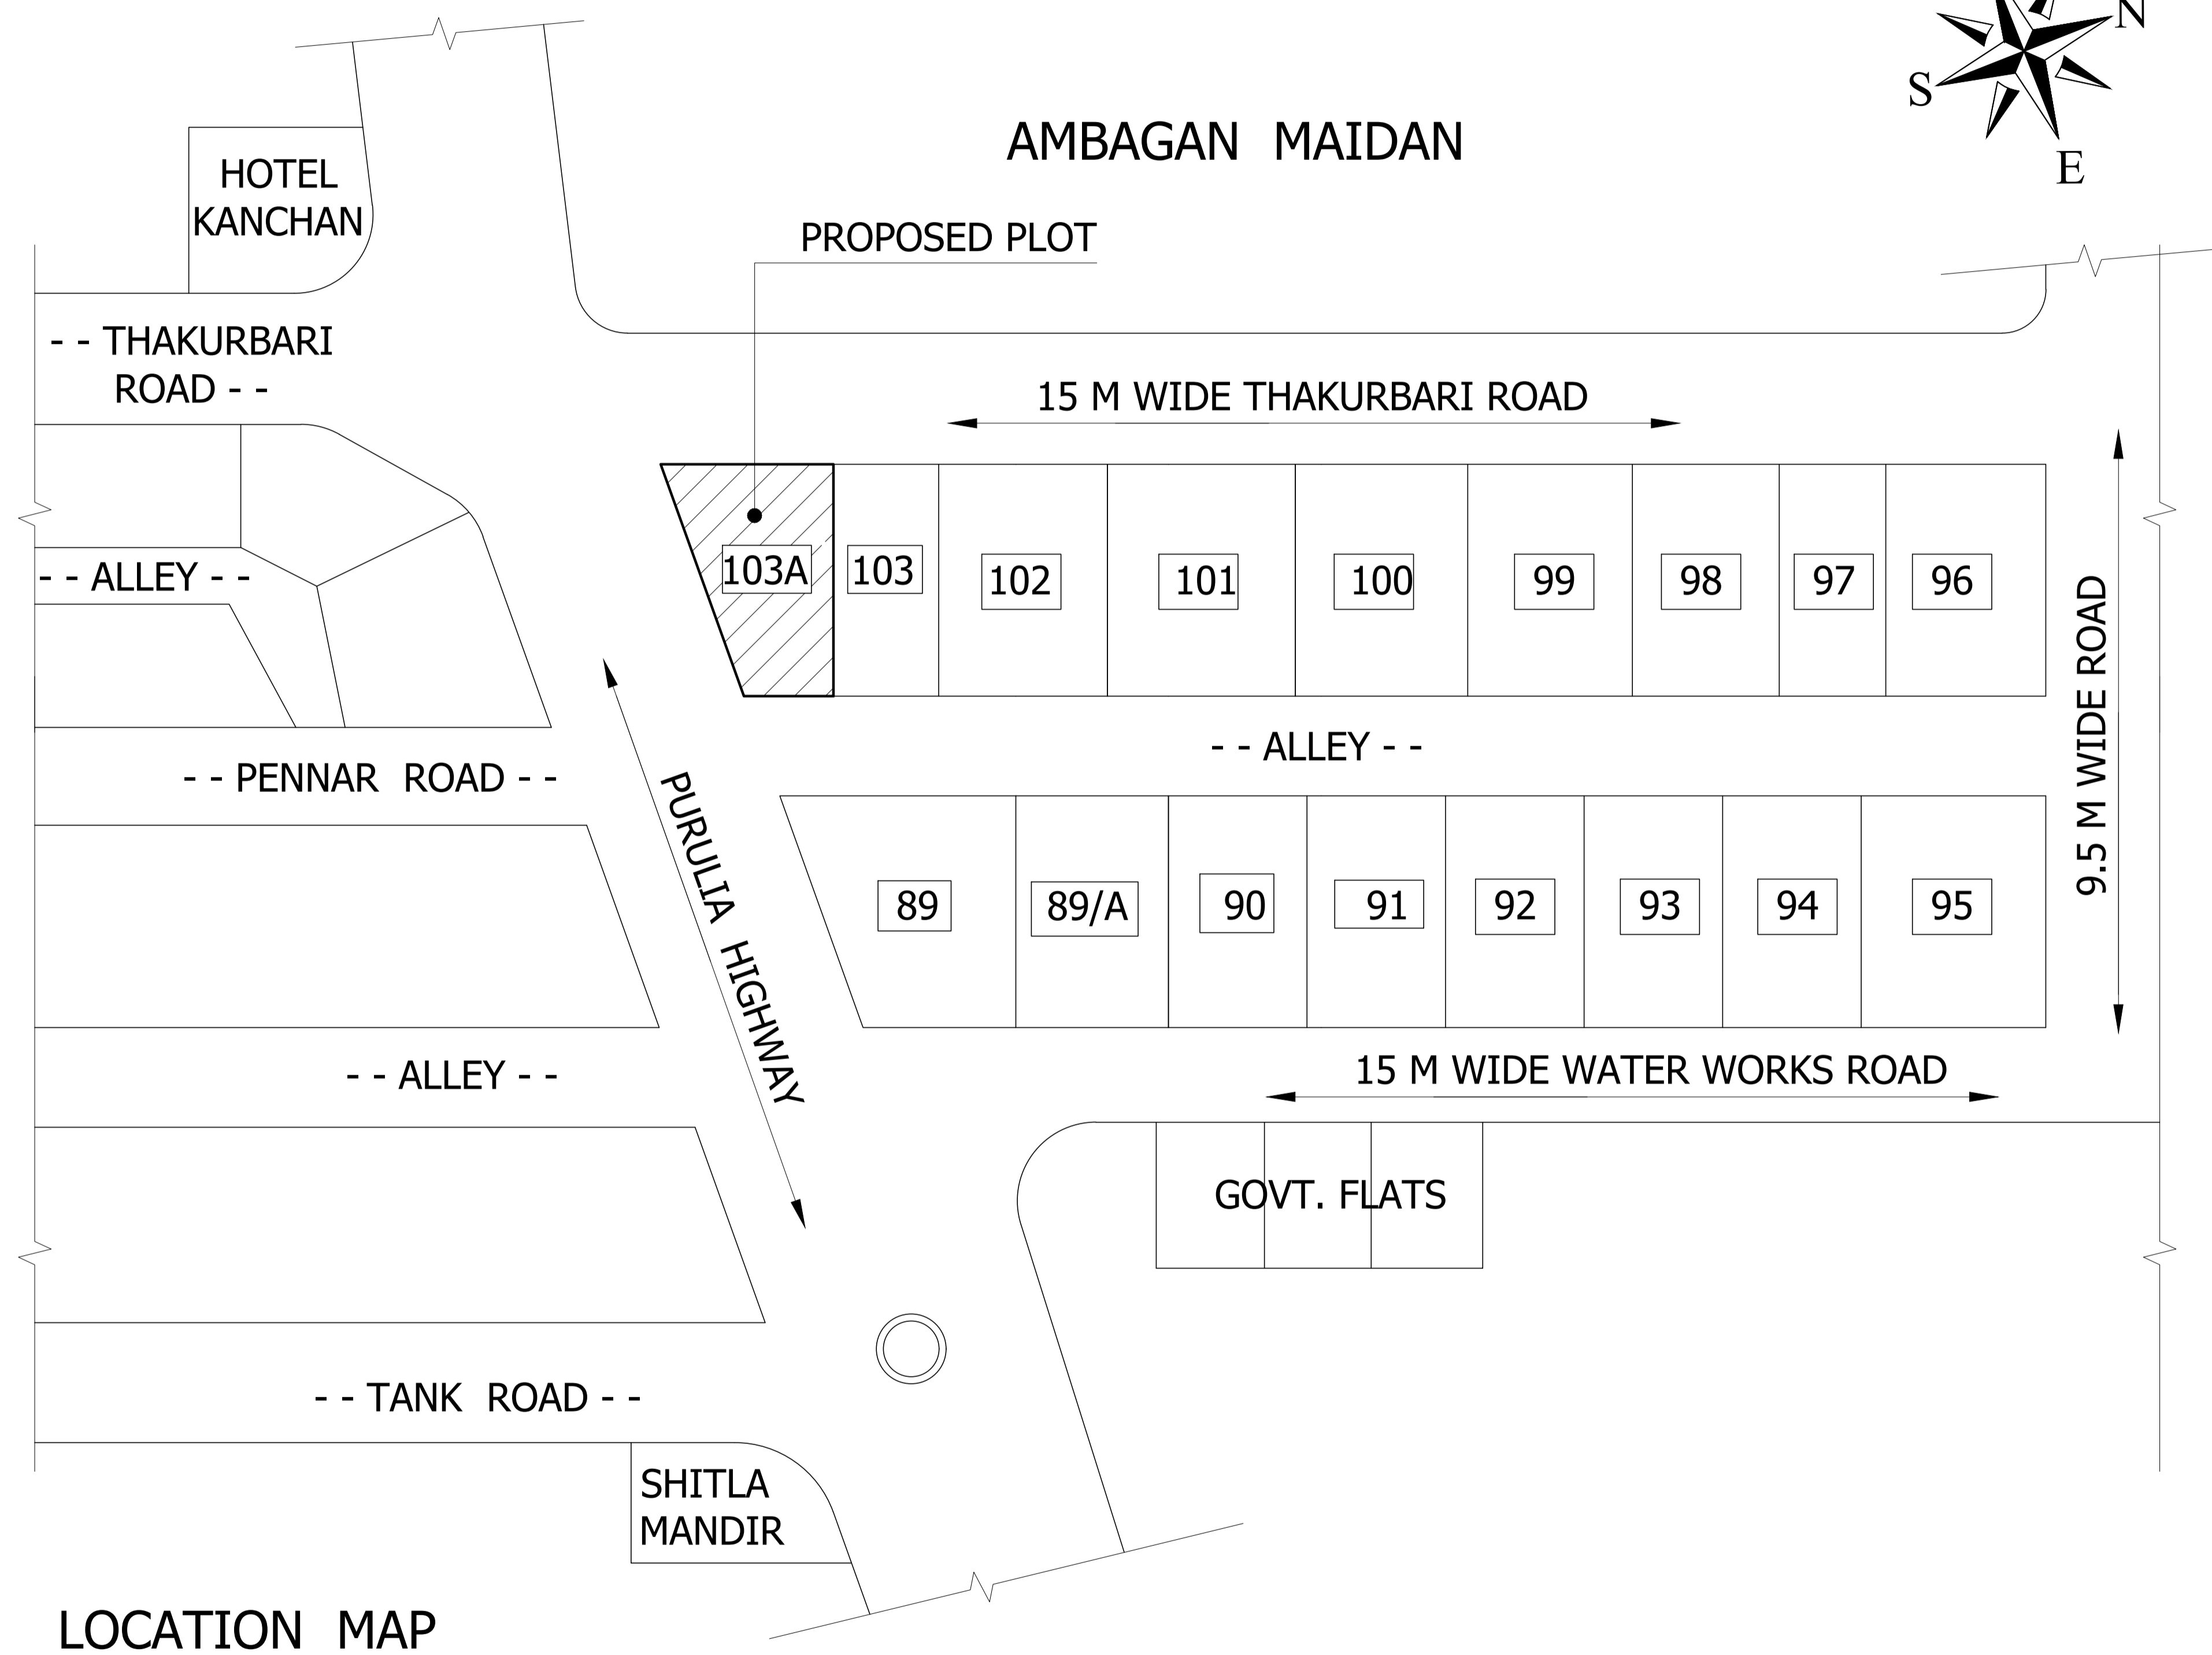 N
S
E
AMBAGAN MAIDAN
HOTEL
KANCHAN
PROPOSED PLOT
- - THAKURBARI
ROAD - -
15 M WIDE THAKURBARI ROAD
103A
103
102
101
100
99
98
97
96
- - ALLEY - -
9.5 M WIDE ROAD
- - ALLEY - -
- - PENNAR ROAD - -
PURULIA HIGHWAY
89
89/A
90
91
92
93
94
95
- - ALLEY - -
15 M WIDE WATER WORKS ROAD
GOVT. FLATS
- - TANK ROAD - -
SHITLA
MANDIR
LOCATION MAP